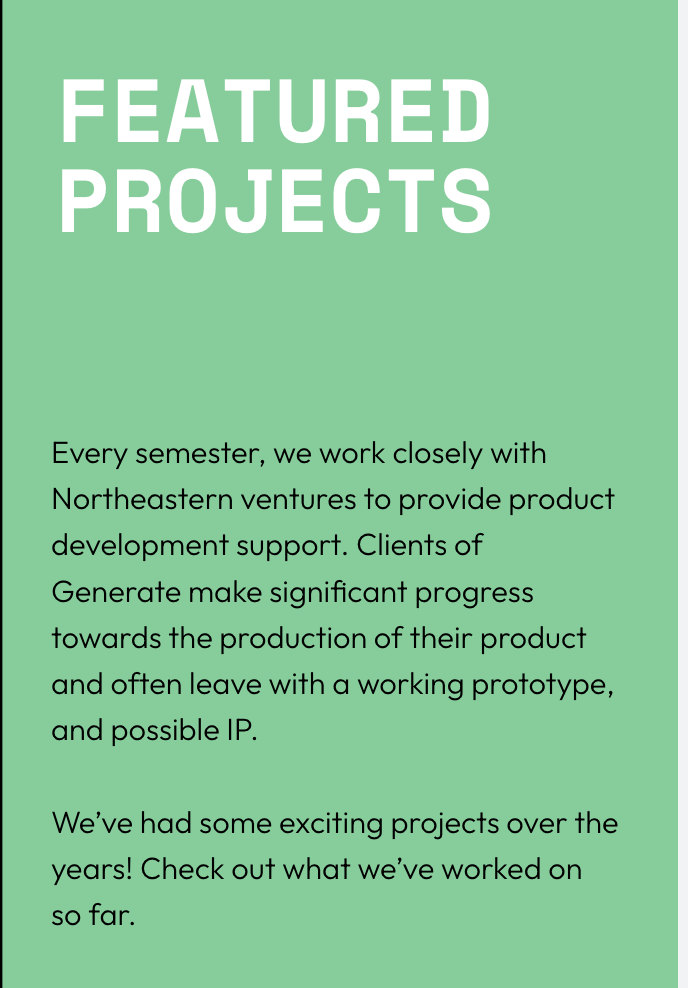 FEATURED
PROJECTS
Every semester, we work closely with
Northeastern ventures to provide product
development support. Clients of
Generate make significant progress
towards the production of their product
and often leave with a working prototype,
and possible IP.
We’ve had some exciting projects over the
years! Check out what we’ve worked on
so far.